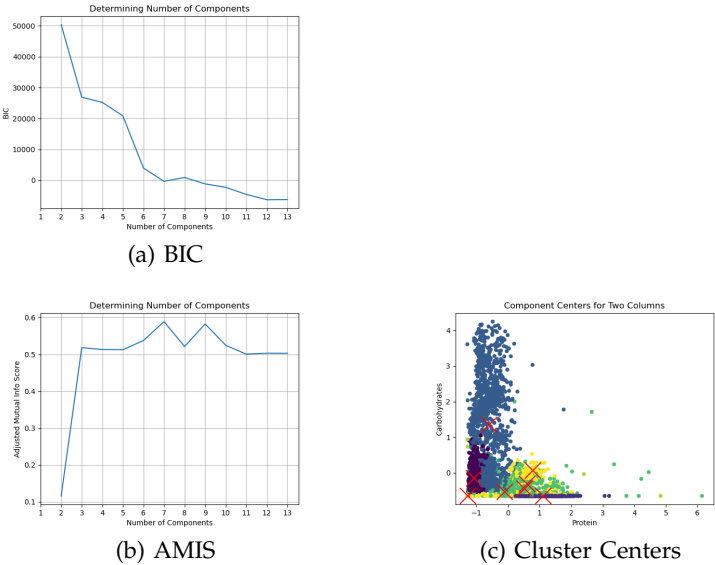 Determining Number of Components
50000
40000
30000
20000
10000
0
BIC
1 2 3 4 5 6 7 8 9 10 11 12 13
Number of Components
(a) BIC
Determining Number of Components
0.6
0.5
0.4
0.3
0.2
0.1
Adjusted Mutual Info Score
1 2 3 4 5 6 7 8 9 10 11 12 13
Number of Components
(b) AMIS
Component Centers for Two Columns
4
3
2
1
0
Carbohydrates
−1 0 1 2 3 4 5 6
Protein
(c) Cluster Centers